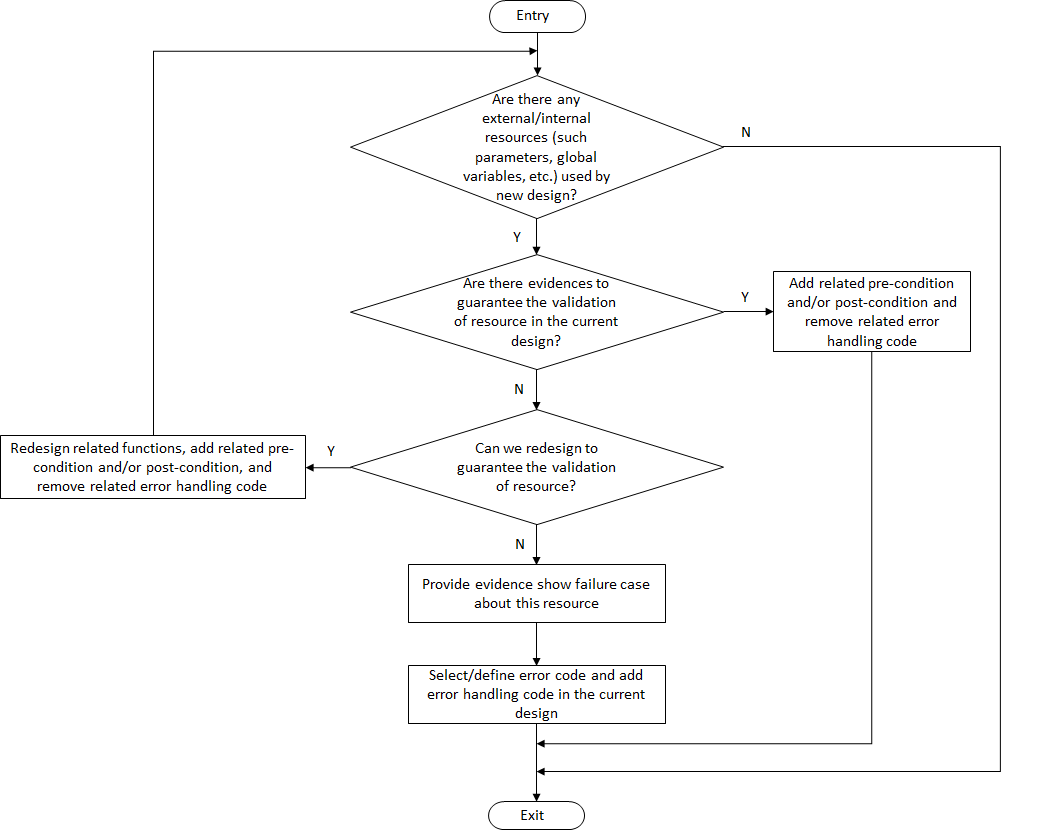 Entry
Are there any
external/internal
resources (such
parameters, global
variables, etc.) used by
new design?
N
Y
Are there evidences to
guarantee the validation
of resource in the current
design?
Y
Add related pre-condition
and/or post-condition and
remove related error
handling code
N
Can we redesign to
guarantee the validation
of resource?
Y
Redesign related functions, add related pre-
condition and/or post-condition, and
remove related error handling code
N
Provide evidence show failure case
about this resource
Select/define error code and add
error handling code in the current
design
Exit